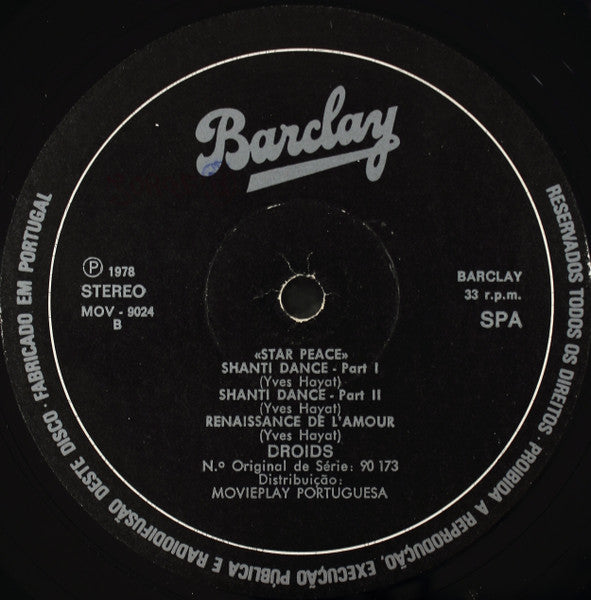 Barclay
Ⓟ 1978
STEREO
MOV - 9024
B
BARCLAY
33 r.p.m.
SPA
«STAR PEACE»
SHANTI DANCE - Part I
(Yves Hayat)
SHANTI DANCE - Part II
(Yves Hayat)
RENAISSANCE DE L'AMOUR
(Yves Hayat)
DROIDS
N.º Original de Série: 90 173
Distribuição:
MOVIEPLAY PORTUGUESA
RESERVADOS TODOS OS DIREITOS · PROIBIDA A REPRODUÇÃO, EXECUÇÃO PÚBLICA E RADIODIFUSÃO DESTE DISCO · FABRICADO EM PORTUGAL